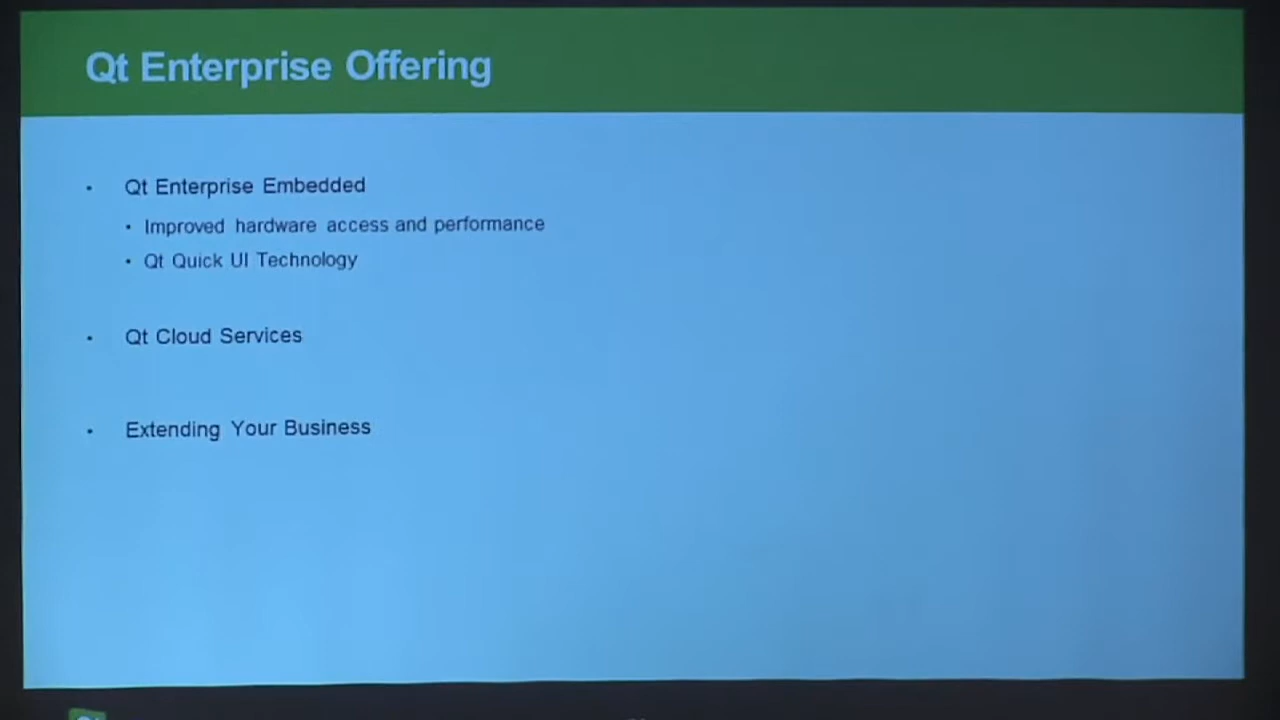 Qt Enterprise Offering
• Qt Enterprise Embedded
• Improved hardware access and performance
• Qt Quick UI Technology
• Qt Cloud Services
• Extending Your Business